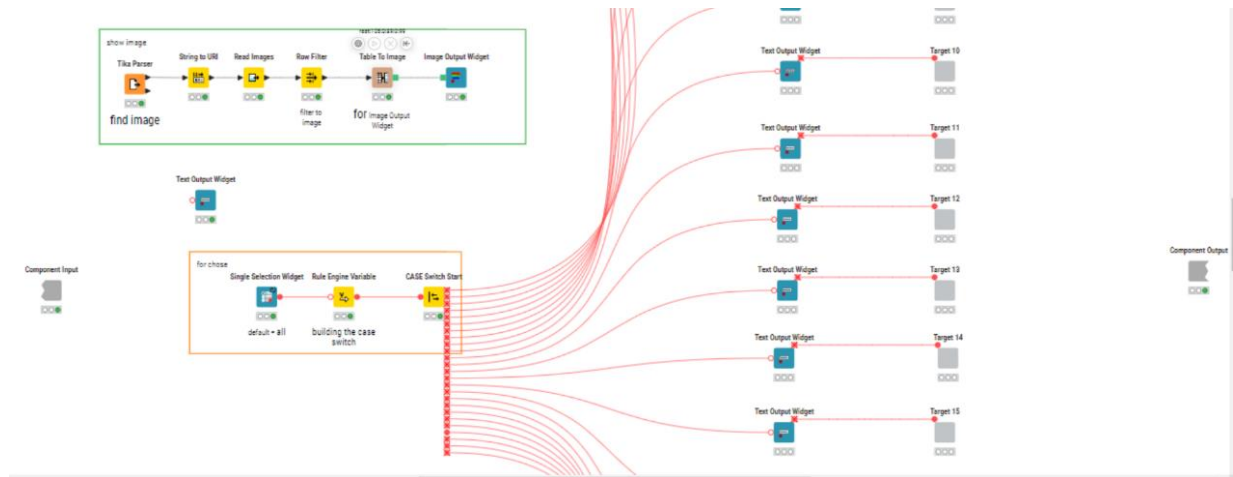 show image
Tika Parser
find image
String to URI
Read Images
Row Filter
filter to
image
Table To Image
for Image Output
Widget
Image Output Widget
Text Output Widget
Component Input
for chose
Single Selection Widget
default = all
Rule Engine Variable
building the case
switch
CASE Switch Start
Text Output Widget
Target 10
Text Output Widget
Target 11
Text Output Widget
Target 12
Text Output Widget
Target 13
Text Output Widget
Target 14
Text Output Widget
Target 15
Component Output